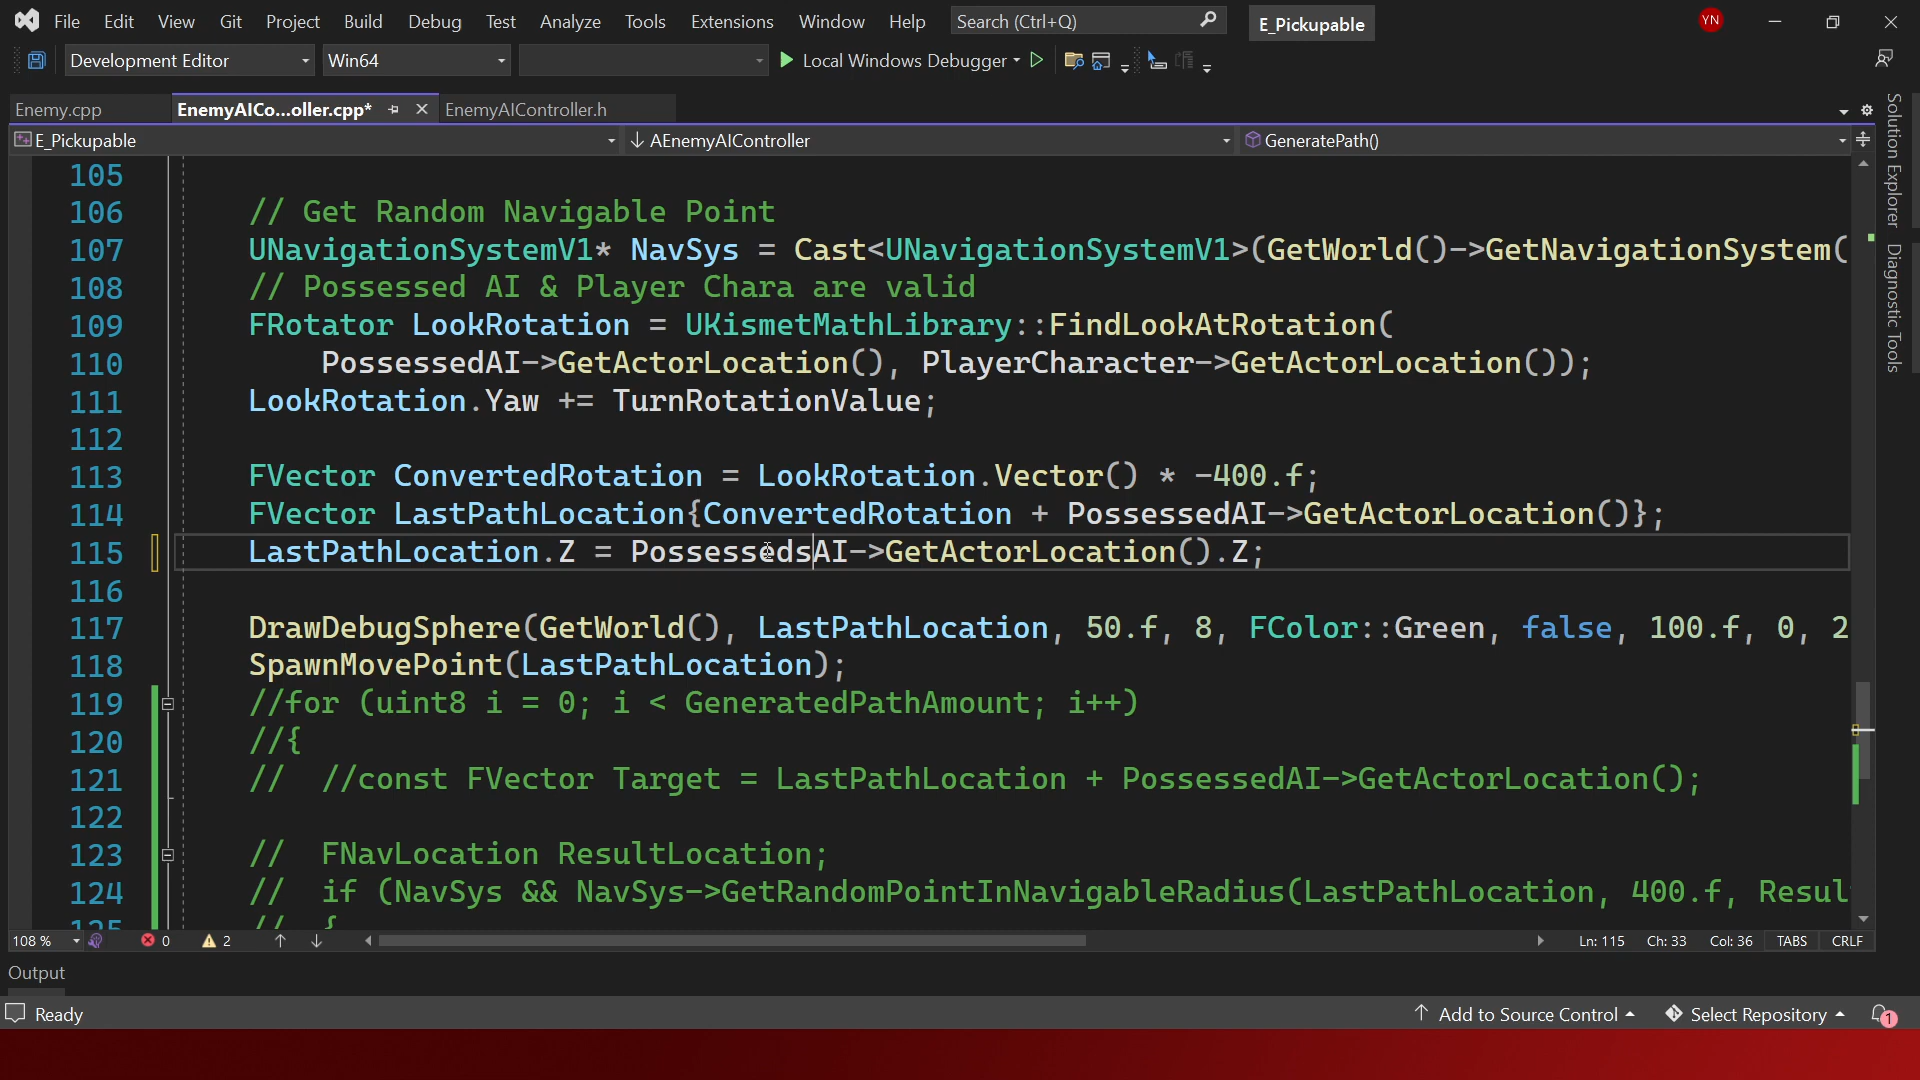 File Edit View Git Project Build Debug Test Analyze Tools Extensions Window Help Search (Ctrl+Q) E_Pickupable YN
Development Editor Win64 Local Windows Debugger
Enemy.cpp EnemyAICo...oller.cpp* EnemyAIController.h
E_Pickupable AEnemyAIController GeneratePath()
Solution Explorer
Diagnostic Tools
105
106 // Get Random Navigable Point
107 UNavigationSystemV1* NavSys = Cast<UNavigationSystemV1>(GetWorld()->GetNavigationSystem(
108 // Possessed AI & Player Chara are valid
109 FRotator LookRotation = UKismetMathLibrary::FindLookAtRotation(
110 PossessedAI->GetActorLocation(), PlayerCharacter->GetActorLocation());
111 LookRotation.Yaw += TurnRotationValue;
112
113 FVector ConvertedRotation = LookRotation.Vector() * -400.f;
114 FVector LastPathLocation{ConvertedRotation + PossessedAI->GetActorLocation()};
115 LastPathLocation.Z = PossessedsAI->GetActorLocation().Z;
116
117 DrawDebugSphere(GetWorld(), LastPathLocation, 50.f, 8, FColor::Green, false, 100.f, 0, 2
118 SpawnMovePoint(LastPathLocation);
119 //for (uint8 i = 0; i < GeneratedPathAmount; i++)
120 //{
121 // //const FVector Target = LastPathLocation + PossessedAI->GetActorLocation();
122
123 // FNavLocation ResultLocation;
124 // if (NavSys && NavSys->GetRandomPointInNavigableRadius(LastPathLocation, 400.f, Resul
125 // {
108 % 0 2 Ln: 115 Ch: 33 Col: 36 TABS CRLF
Output
Ready Add to Source Control Select Repository 1